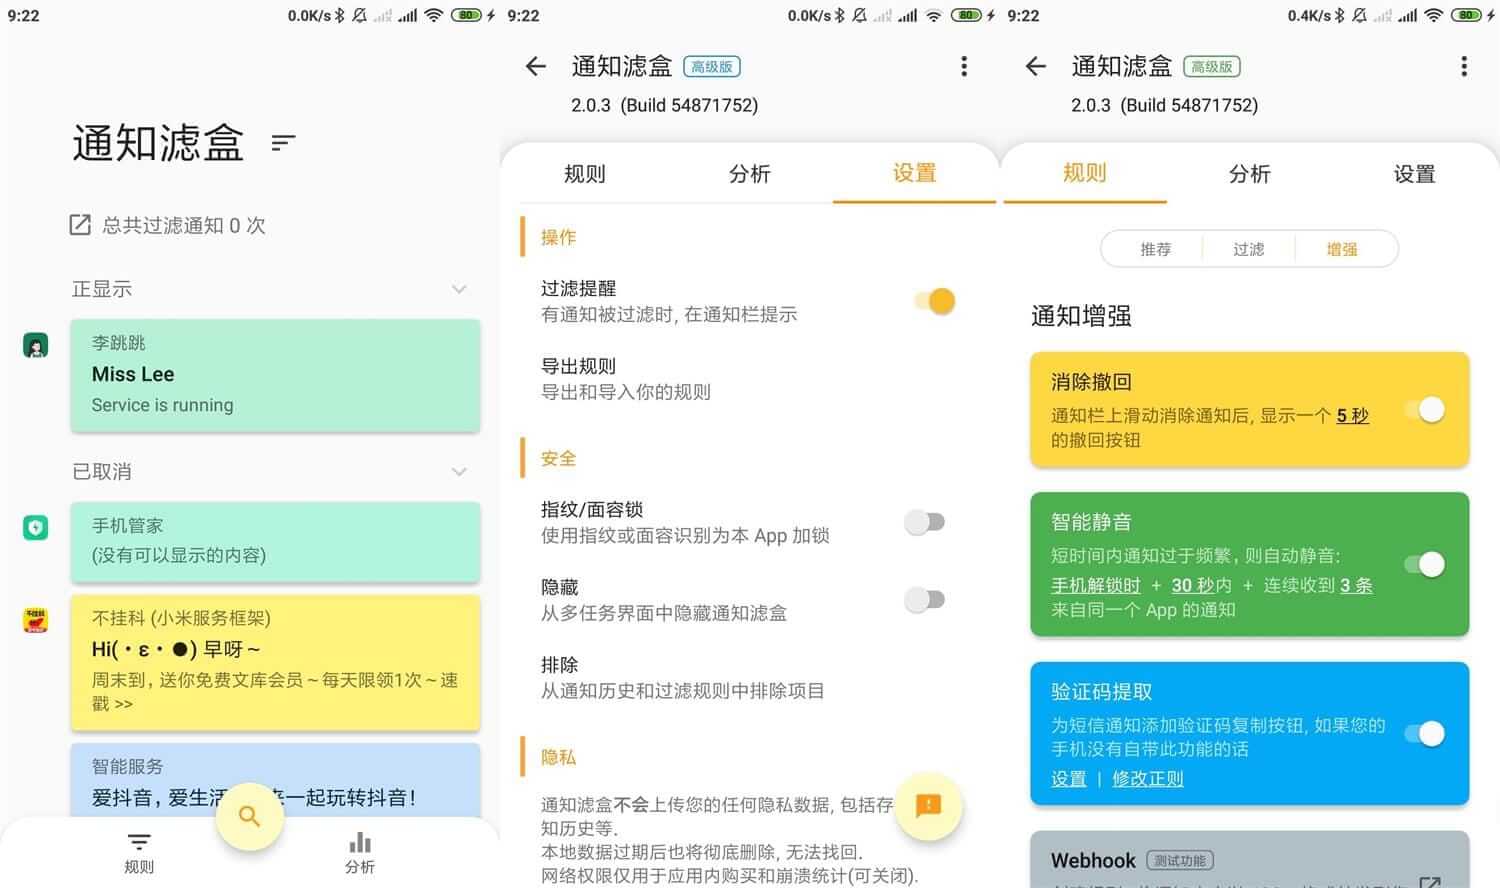 9:22
0.0K/s
80
通知滤盒
总共过滤通知 0 次
正显示
李跳跳
Miss Lee
Service is running
已取消
手机管家
(没有可以显示的内容)
不挂科 (小米服务框架)
Hi(・ε・●) 早呀～
周末到，送你免费文库会员～每天限领1次～速
戳 >>
智能服务
爱抖音，爱生活
一起玩转抖音！
规则
分析
9:22
0.0K/s
80
通知滤盒 高级版
2.0.3 (Build 54871752)
规则 分析 设置
操作
过滤提醒
有通知被过滤时, 在通知栏提示
导出规则
导出和导入你的规则
安全
指纹/面容锁
使用指纹或面容识别为本 App 加锁
隐藏
从多任务界面中隐藏通知滤盒
排除
从通知历史和过滤规则中排除项目
隐私
通知滤盒不会上传您的任何隐私数据, 包括存
知历史等.
本地数据过期后也将彻底删除, 无法找回.
网络权限仅用于应用内购买和崩溃统计(可关闭).
9:22
0.4K/s
80
通知滤盒 高级版
2.0.3 (Build 54871752)
规则 分析 设置
推荐 过滤 增强
通知增强
消除撤回
通知栏上滑动消除通知后, 显示一个 5 秒
的撤回按钮
智能静音
短时间内通知过于频繁, 则自动静音:
手机解锁时 + 30 秒内 + 连续收到 3 条
来自同一个 App 的通知
验证码提取
为短信通知添加验证码复制按钮, 如果您的
手机没有自带此功能的话
设置 | 修改正则
Webhook 测试功能